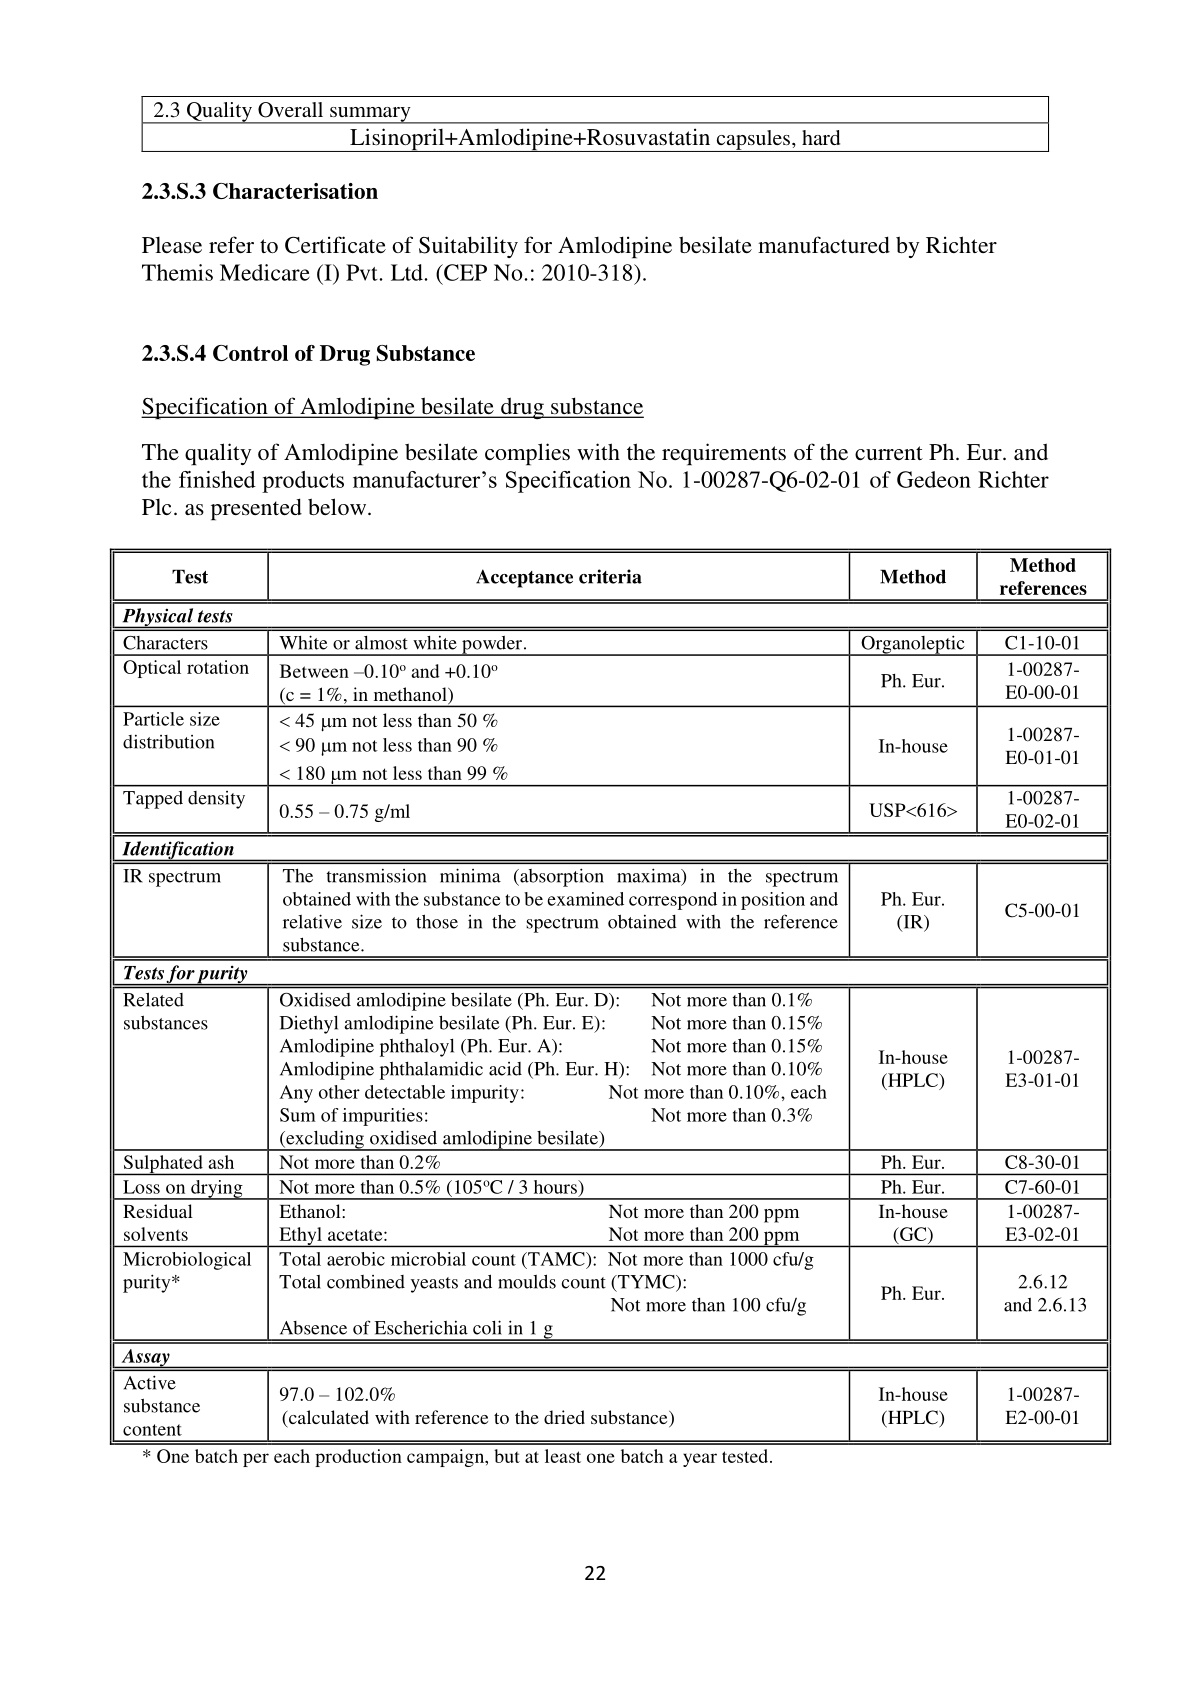 2.3 Quality Overall summary
Lisinopril+Amlodipine+Rosuvastatin capsules, hard
2.3.S.3 Characterisation
Please refer to Certificate of Suitability for Amlodipine besilate manufactured by Richter
Themis Medicare (I) Pvt. Ltd. (CEP No.: 2010-318).
2.3.S.4 Control of Drug Substance
Specification of Amlodipine besilate drug substance
The quality of Amlodipine besilate complies with the requirements of the current Ph. Eur. and
the finished products manufacturer's Specification No. 1-00287-Q6-02-01 of Gedeon Richter
Plc. as presented below.
Test Acceptance criteria Method Method
references
Physical tests
Characters White or almost white powder. Organoleptic C1-10-01
Optical rotation Between –0.10º and +0.10º
(c = 1%, in methanol) Ph. Eur. 1-00287-
E0-00-01
Particle size
distribution
< 45 µm not less than 50 %
< 90 µm not less than 90 %
< 180 µm not less than 99 %
In-house
1-00287-
E0-01-01
Tapped density 0.55 – 0.75 g/ml USP<616> 1-00287-
E0-02-01
Identification
IR spectrum The transmission minima (absorption maxima) in the spectrum
obtained with the substance to be examined correspond in position and
relative size to those in the spectrum obtained with the reference
substance.
Ph. Eur.
(IR)
C5-00-01
Tests for purity
Related
substances
Oxidised amlodipine besilate (Ph. Eur. D): Not more than 0.1%
Diethyl amlodipine besilate (Ph. Eur. E): Not more than 0.15%
Amlodipine phthaloyl (Ph. Eur. A): Not more than 0.15%
Amlodipine phthalamidic acid (Ph. Eur. H): Not more than 0.10%
Any other detectable impurity: Not more than 0.10%, each
Sum of impurities: Not more than 0.3%
(excluding oxidised amlodipine besilate)
In-house
(HPLC)
1-00287-
E3-01-01
Sulphated ash Not more than 0.2% Ph. Eur. C8-30-01
Loss on drying Not more than 0.5% (105ºC / 3 hours) Ph. Eur. C7-60-01
Residual
solvents
Ethanol: Not more than 200 ppm
Ethyl acetate: Not more than 200 ppm
In-house
(GC)
1-00287-
E3-02-01
Microbiological
purity*
Total aerobic microbial count (TAMC): Not more than 1000 cfu/g
Total combined yeasts and moulds count (TYMC):
Not more than 100 cfu/g
Absence of Escherichia coli in 1 g
Ph. Eur.
2.6.12
and 2.6.13
Assay
Active
substance
content
97.0 – 102.0%
(calculated with reference to the dried substance)
In-house
(HPLC)
1-00287-
E2-00-01
* One batch per each production campaign, but at least one batch a year tested.
22